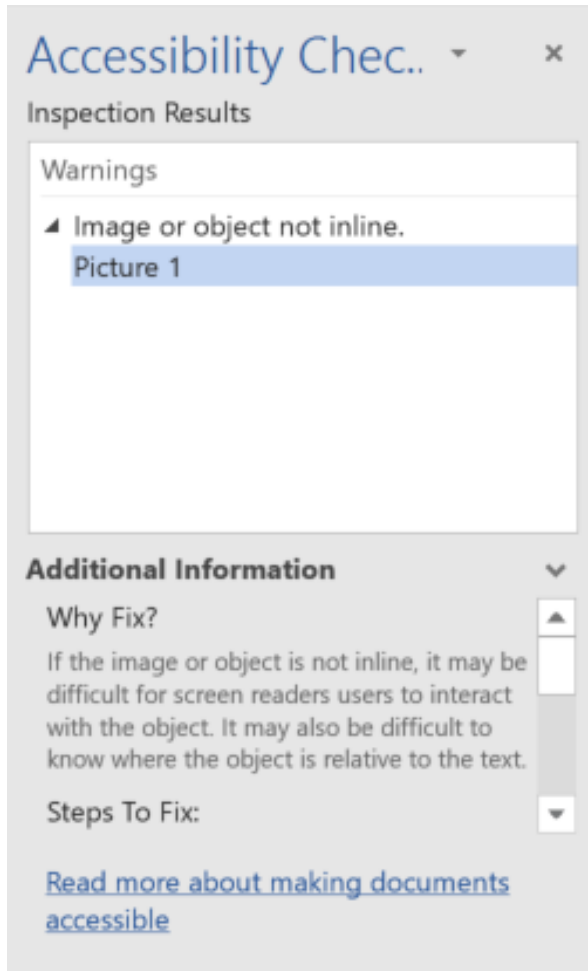 Accessibility Chec..
Inspection Results
Warnings
Image or object not inline.
Picture 1
Additional Information
Why Fix?
If the image or object is not inline, it may be
difficult for screen readers users to interact
with the object. It may also be difficult to
know where the object is relative to the text.
Steps To Fix:
Read more about making documents
accessible